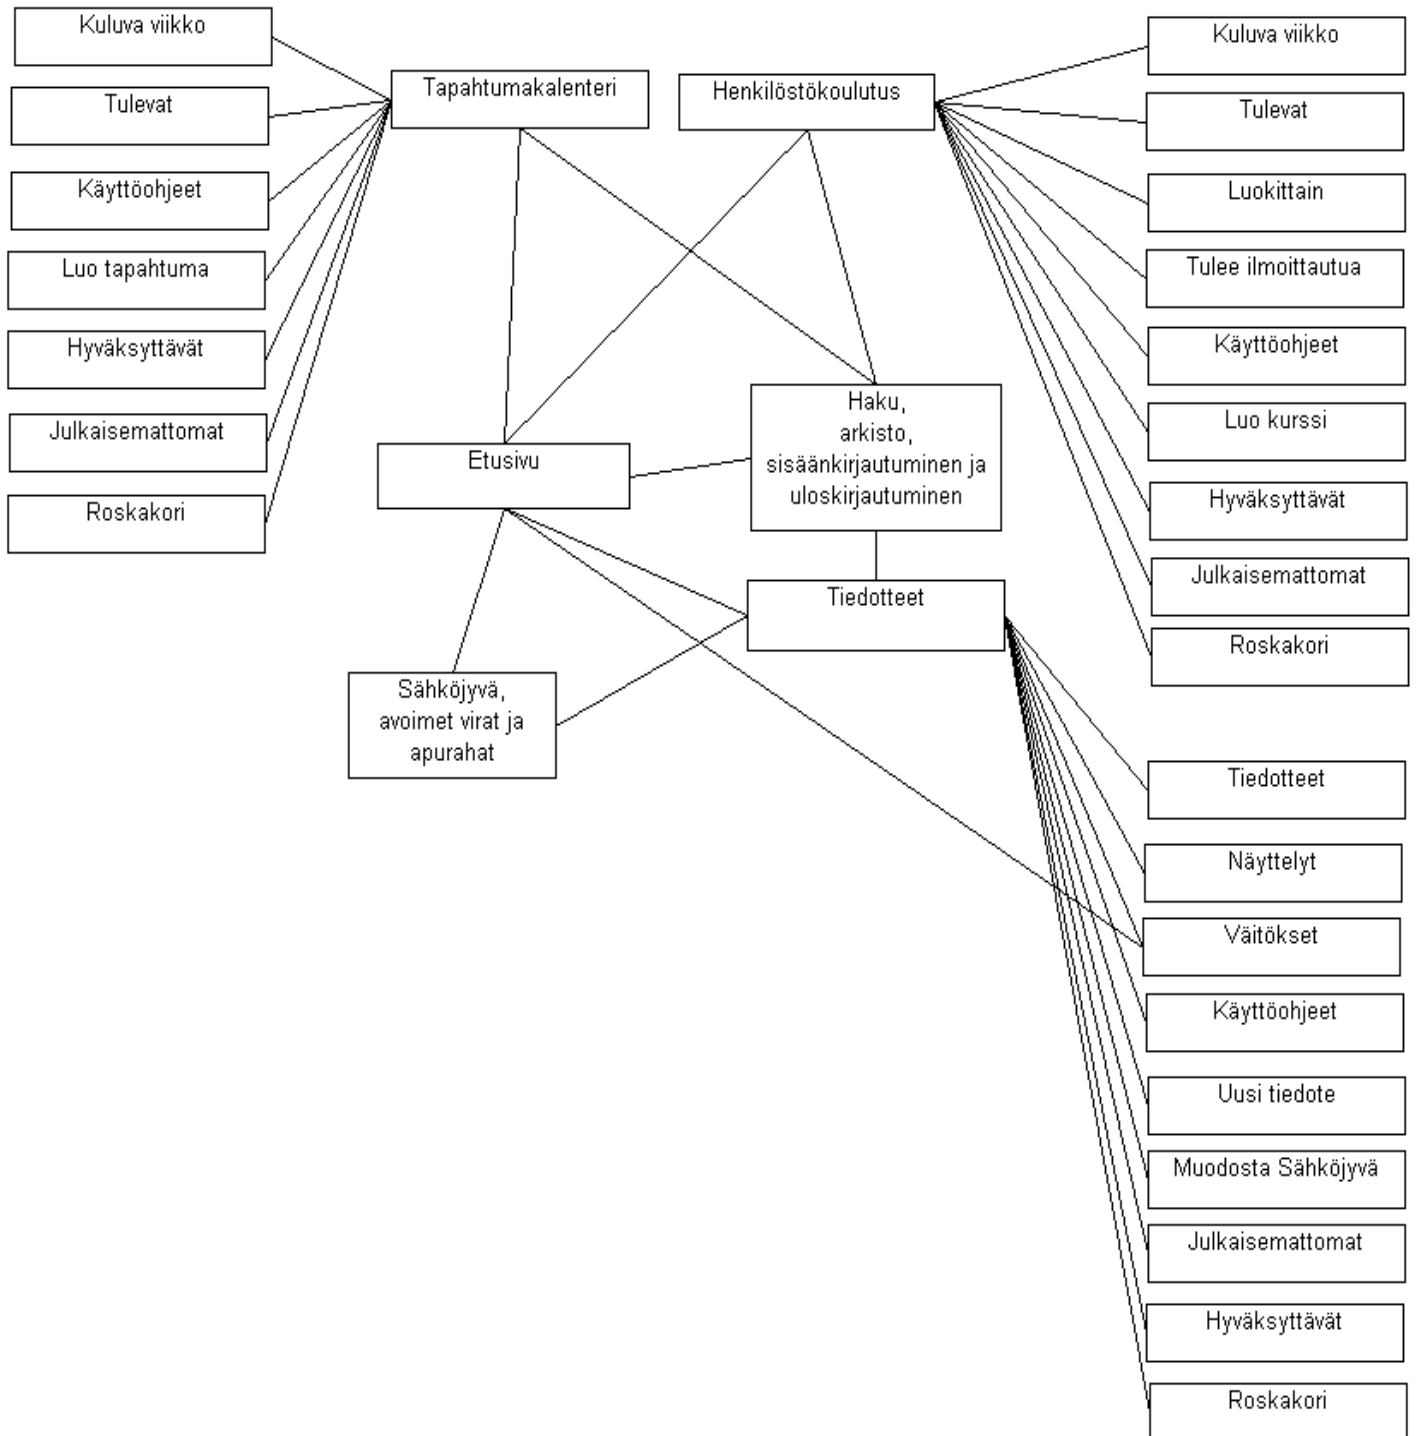 Kuluva viikko
Tulevat
Käyttöohjeet
Luo tapahtuma
Hyväksyttävät
Julkaisemattomat
Roskakori
Tapahtumakalenteri
Henkilöstökoulutus
Etusivu
Haku,
arkisto,
sisäänkirjautuminen ja
uloskirjautuminen
Tiedotteet
Sähköjyvä,
avoimet virat ja
apurahat
Kuluva viikko
Tulevat
Luokittain
Tulee ilmoittautua
Käyttöohjeet
Luo kurssi
Hyväksyttävät
Julkaisemattomat
Roskakori
Tiedotteet
Näyttelyt
Väitökset
Käyttöohjeet
Uusi tiedote
Muodosta Sähköjyvä
Julkaisemattomat
Hyväksyttävät
Roskakori